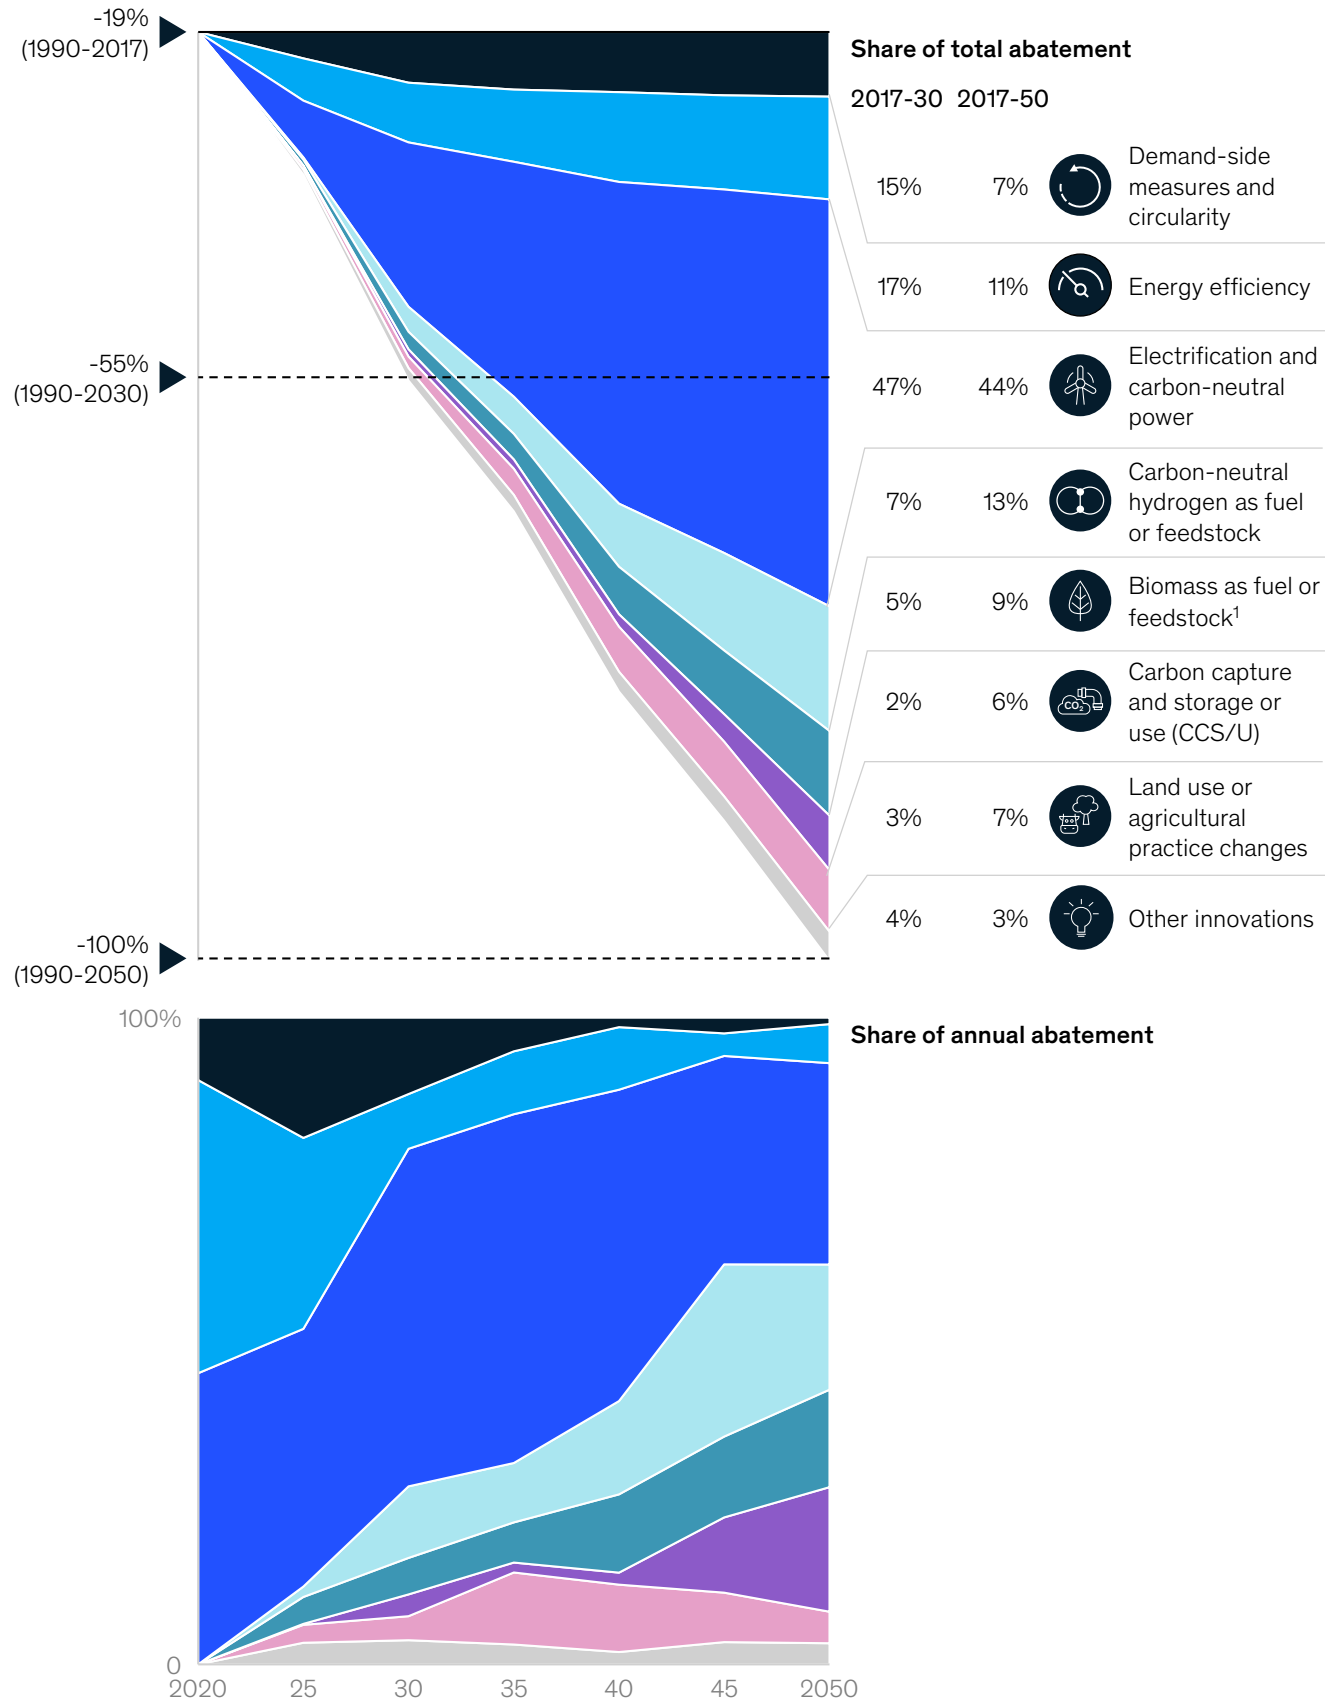 -19%
(1990-2017)
Share of total abatement
2017-30 2017-50
15% 7% Demand-side
measures and
circularity
17% 11% Energy efficiency
47% 44% Electrification and
carbon-neutral
power
7% 13% Carbon-neutral
hydrogen as fuel
or feedstock
5% 9% Biomass as fuel or
feedstock¹
2% 6% CO₂ Carbon capture
and storage or
use (CCS/U)
3% 7% Land use or
agricultural
practice changes
4% 3% Other innovations
-55%
(1990-2030)
-100%
(1990-2050)
100%
Share of annual abatement
0
2020 25 30 35 40 45 2050